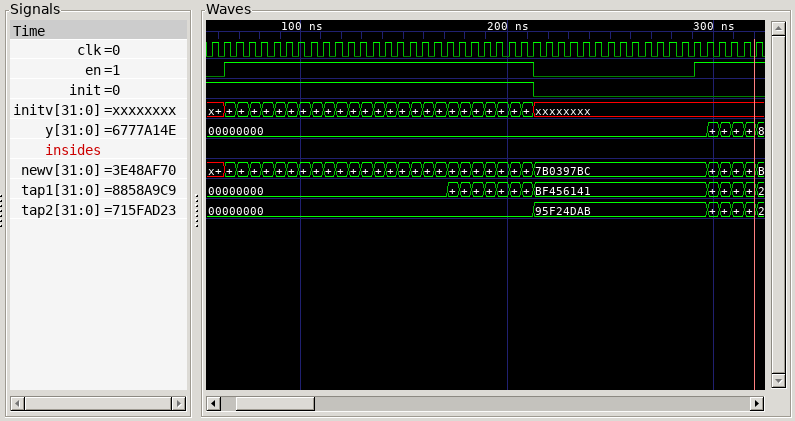 Signals
Waves
Time
100 ns 200 ns 300 ns
clk=0
en=1
init=0
initv[31:0]=xxxxxxxx
x+ + + + + + + + + + + + + + + + + + + + + + + + + + xxxxxxxx
y[31:0]=6777A14E
00000000 + + + + 8
insides
newv[31:0]=3E48AF70
x+ + + + + + + + + + + + + + + + + + + + + + + + + + 7B0397BC + + + + B
tap1[31:0]=8858A9C9
00000000 + + + + + + + BF456141 + + + + 2
tap2[31:0]=715FAD23
00000000 95F24DAB + + + + 2